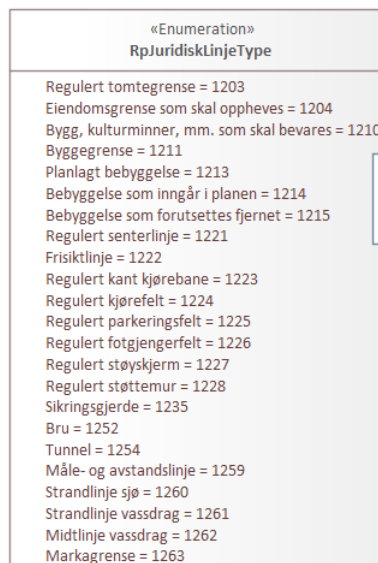 «Enumeration»
RpJuridiskLinjeType
Regulert tomtegrense = 1203
Eiendomsgrense som skal oppheves = 1204
Bygg, kulturminner, mm. som skal bevares = 1210
Byggegrense = 1211
Planlagt bebyggelse = 1213
Bebyggelse som inngår i planen = 1214
Bebyggelse som forutsettes fjernet = 1215
Regulert senterlinje = 1221
Frisiktlinje = 1222
Regulert kant kjørebane = 1223
Regulert kjørefelt = 1224
Regulert parkeringsfelt = 1225
Regulert fotgjengerfelt = 1226
Regulert støyskjerm = 1227
Regulert støttemur = 1228
Sikringsgjerde = 1235
Bru = 1252
Tunnel = 1254
Måle- og avstandslinje = 1259
Strandlinje sjø = 1260
Strandlinje vassdrag = 1261
Midtlinje vassdrag = 1262
Markagrense = 1263